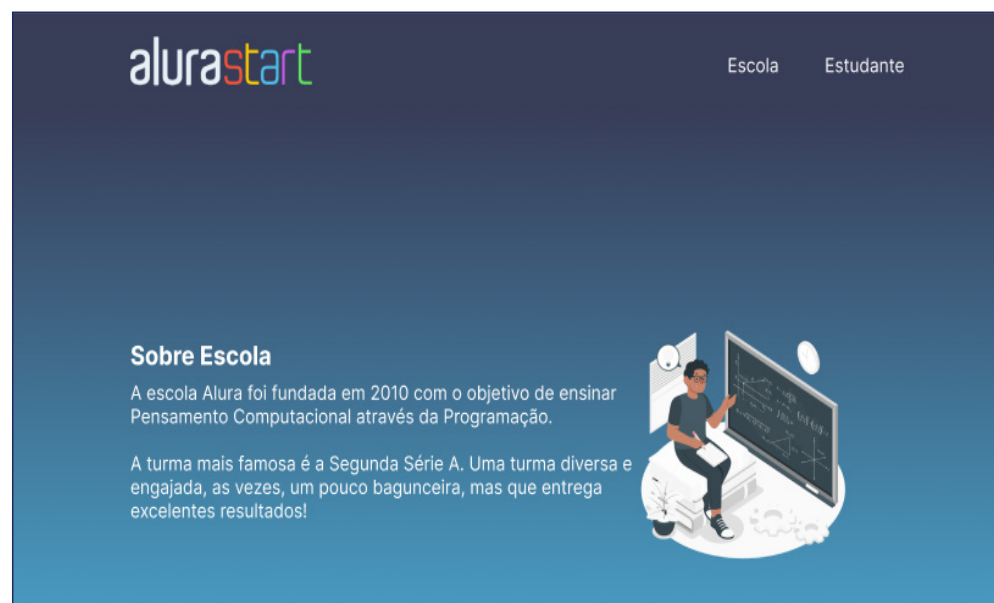 alurastart
Escola
Estudante
Sobre Escola
A escola Alura foi fundada em 2010 com o objetivo de ensinar
Pensamento Computacional através da Programação.
A turma mais famosa é a Segunda Série A. Uma turma diversa e
engajada, as vezes, um pouco bagunceira, mas que entrega
excelentes resultados!